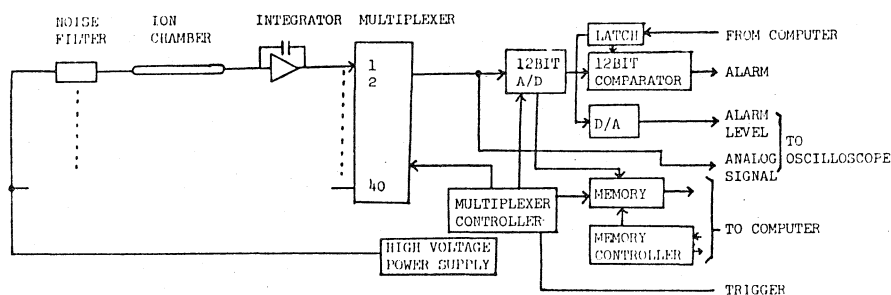 NOISE FILTER
ION CHAMBER
INTEGRATOR
MULTIPLEXER
1
2
40
12BIT A/D
LATCH
FROM COMPUTER
12BIT COMPARATOR
ALARM
D/A
ALARM LEVEL
ANALOG SIGNAL
TO OSCILLOSCOPE
MULTIPLEXER CONTROLLER
MEMORY
MEMORY CONTROLLER
TO COMPUTER
HIGH VOLTAGE POWER SUPPLY
TRIGGER